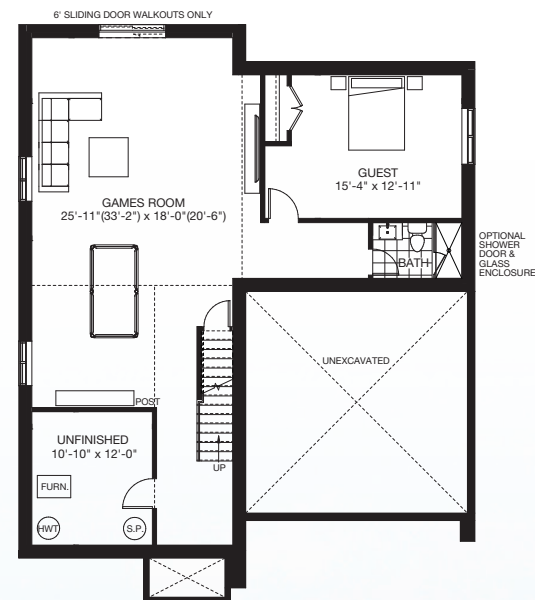 6' SLIDING DOOR WALKOUTS ONLY
GUEST
15'-4" x 12'-11"
GAMES ROOM
25'-11"(33'-2") x 18'-0"(20'-6")
OPTIONAL
SHOWER
DOOR &
GLASS
ENCLOSURE
BATH
UNEXCAVATED
POST
UNFINISHED
10'-10" x 12'-0"
UP
FURN.
HWT
S.P.